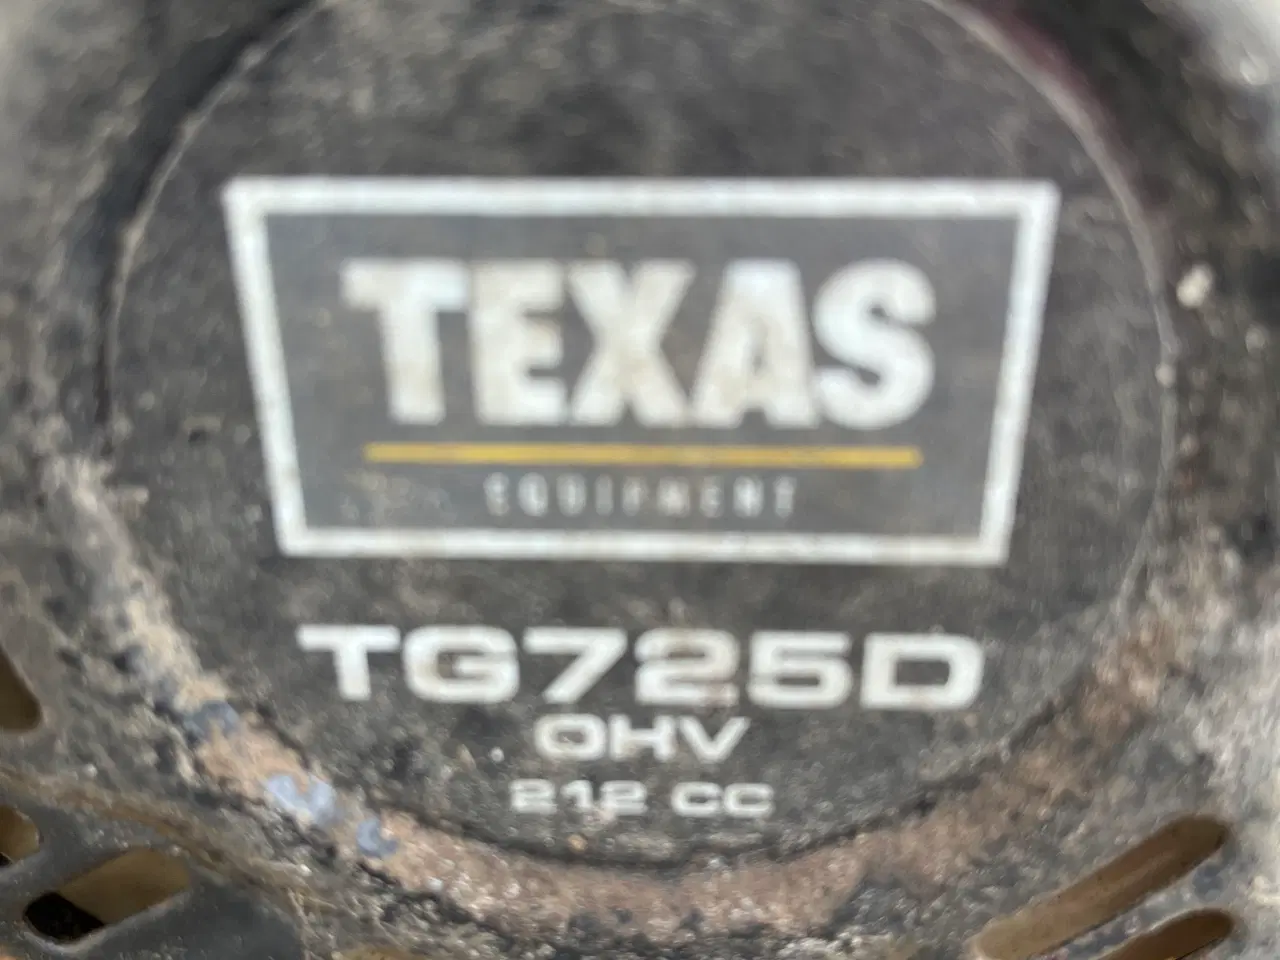 TEXAS
EQUIPMENT
TG725D
OHV
212 CC